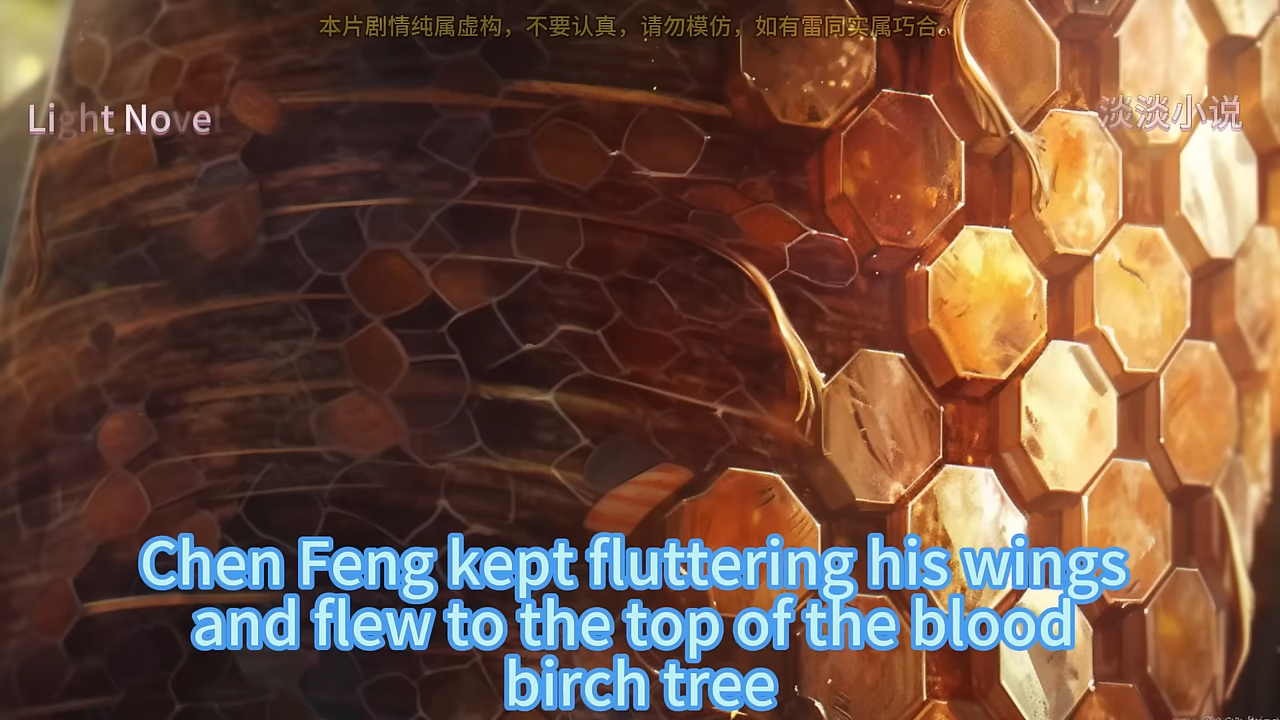 本片剧情纯属虚构，不要认真，请勿模仿，如有雷同实属巧合。
Light Novel
淡淡小说
Chen Feng kept fluttering his wings
and flew to the top of the blood
birch tree